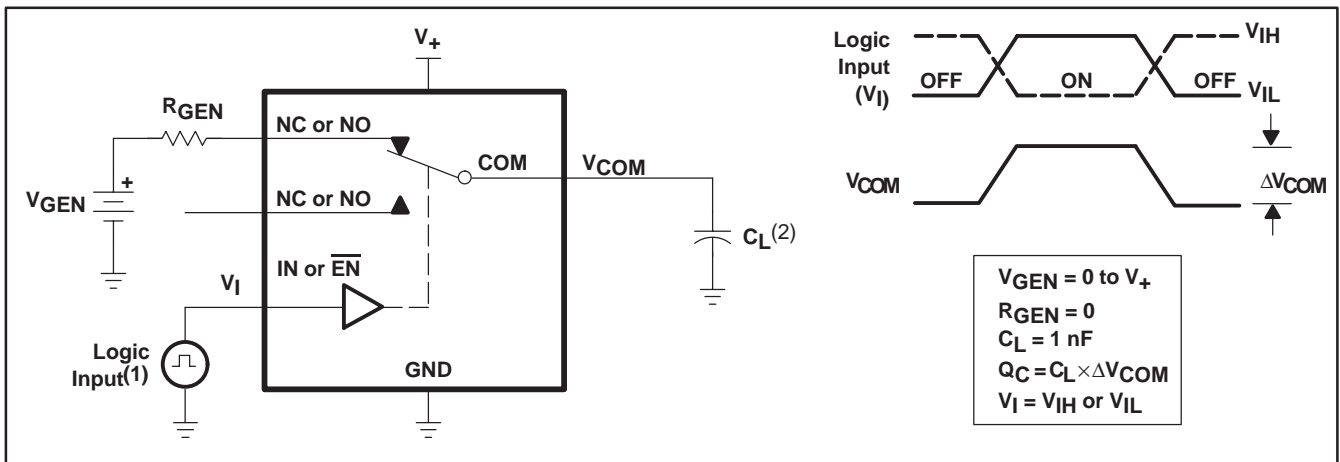 V+
RGEN
NC or NO
COM
VCOM
VGEN
+
NC or NO
CL(2)
IN or EN
VI
Logic
Input(1)
GND
Logic
Input
(VI)
VIH
OFF
ON
OFF
VIL
VCOM
ΔVCOM
VGEN = 0 to V+
RGEN = 0
CL = 1 nF
QC = CL × ΔVCOM
VI = VIH or VIL